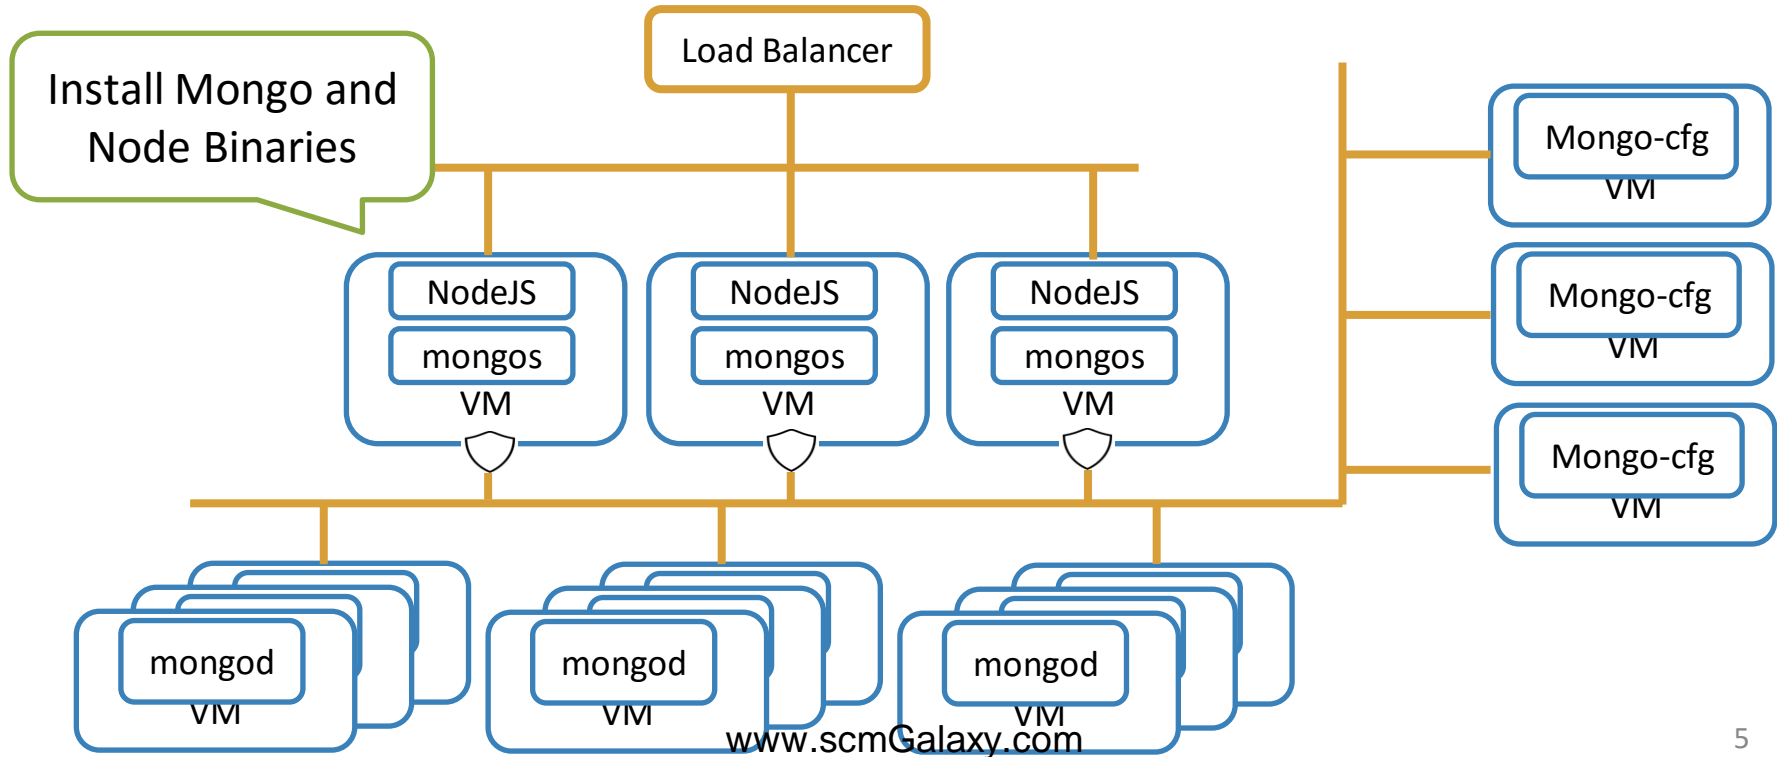 Load Balancer
Install Mongo and
Node Binaries
Mongo-cfg
VM
Mongo-cfg
VM
Mongo-cfg
VM
NodeJS
mongos
VM
NodeJS
mongos
VM
NodeJS
mongos
VM
mongod
VM
mongod
VM
mongod
VM
www.scmGalaxy.com
5